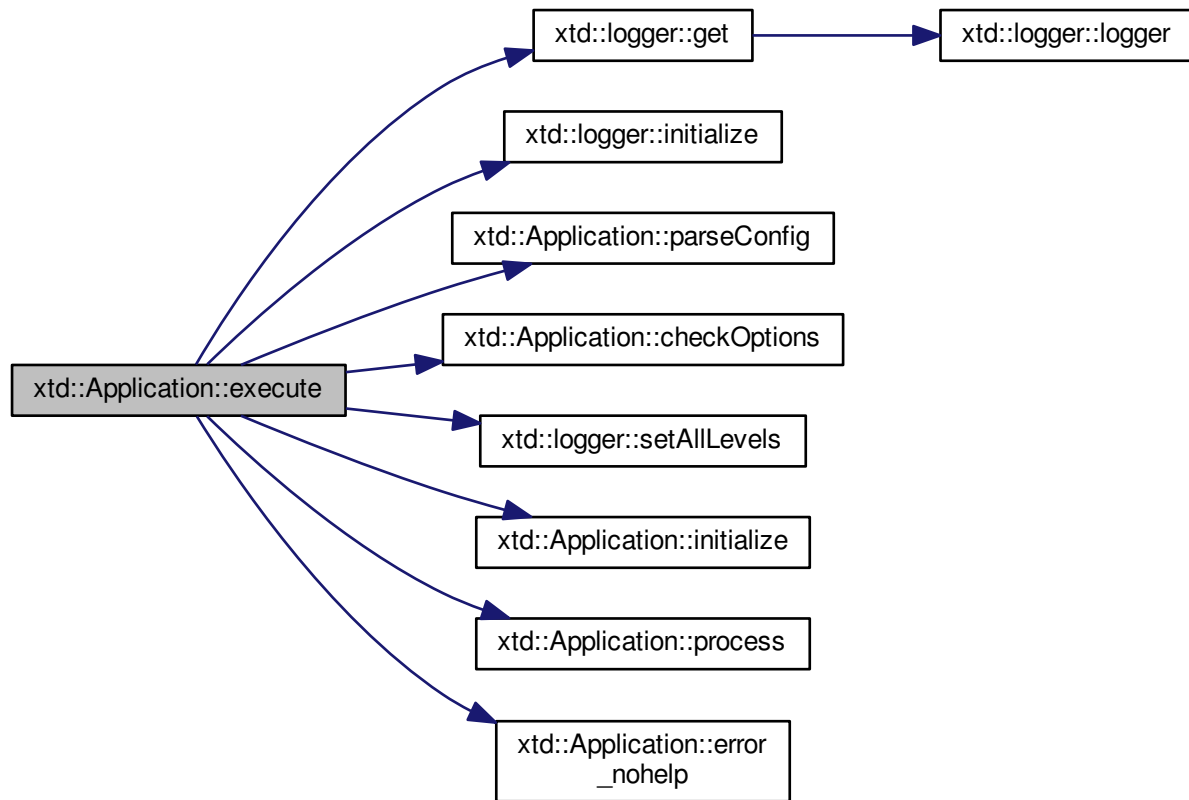 xtd::logger::get
xtd::logger::logger
xtd::logger::initialize
xtd::Application::parseConfig
xtd::Application::checkOptions
xtd::Application::execute
xtd::logger::setAllLevels
xtd::Application::initialize
xtd::Application::process
xtd::Application::error
_nohelp